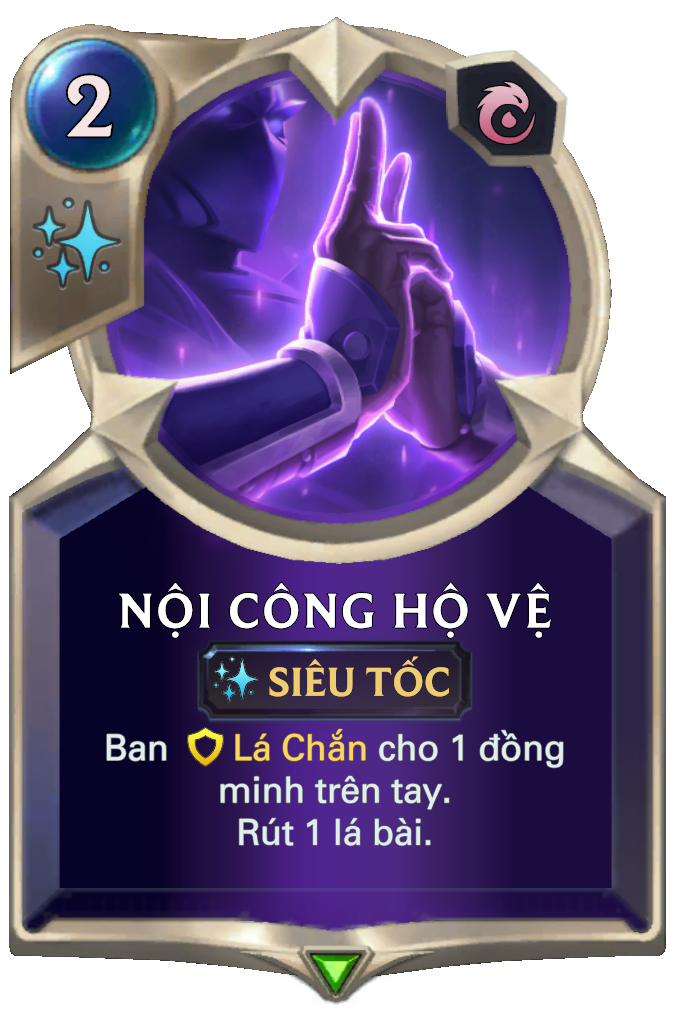 2
NỘI CÔNG HỘ VỆ
SIÊU TỐC
Ban Lá Chắn cho 1 đồng
minh trên tay.
Rút 1 lá bài.